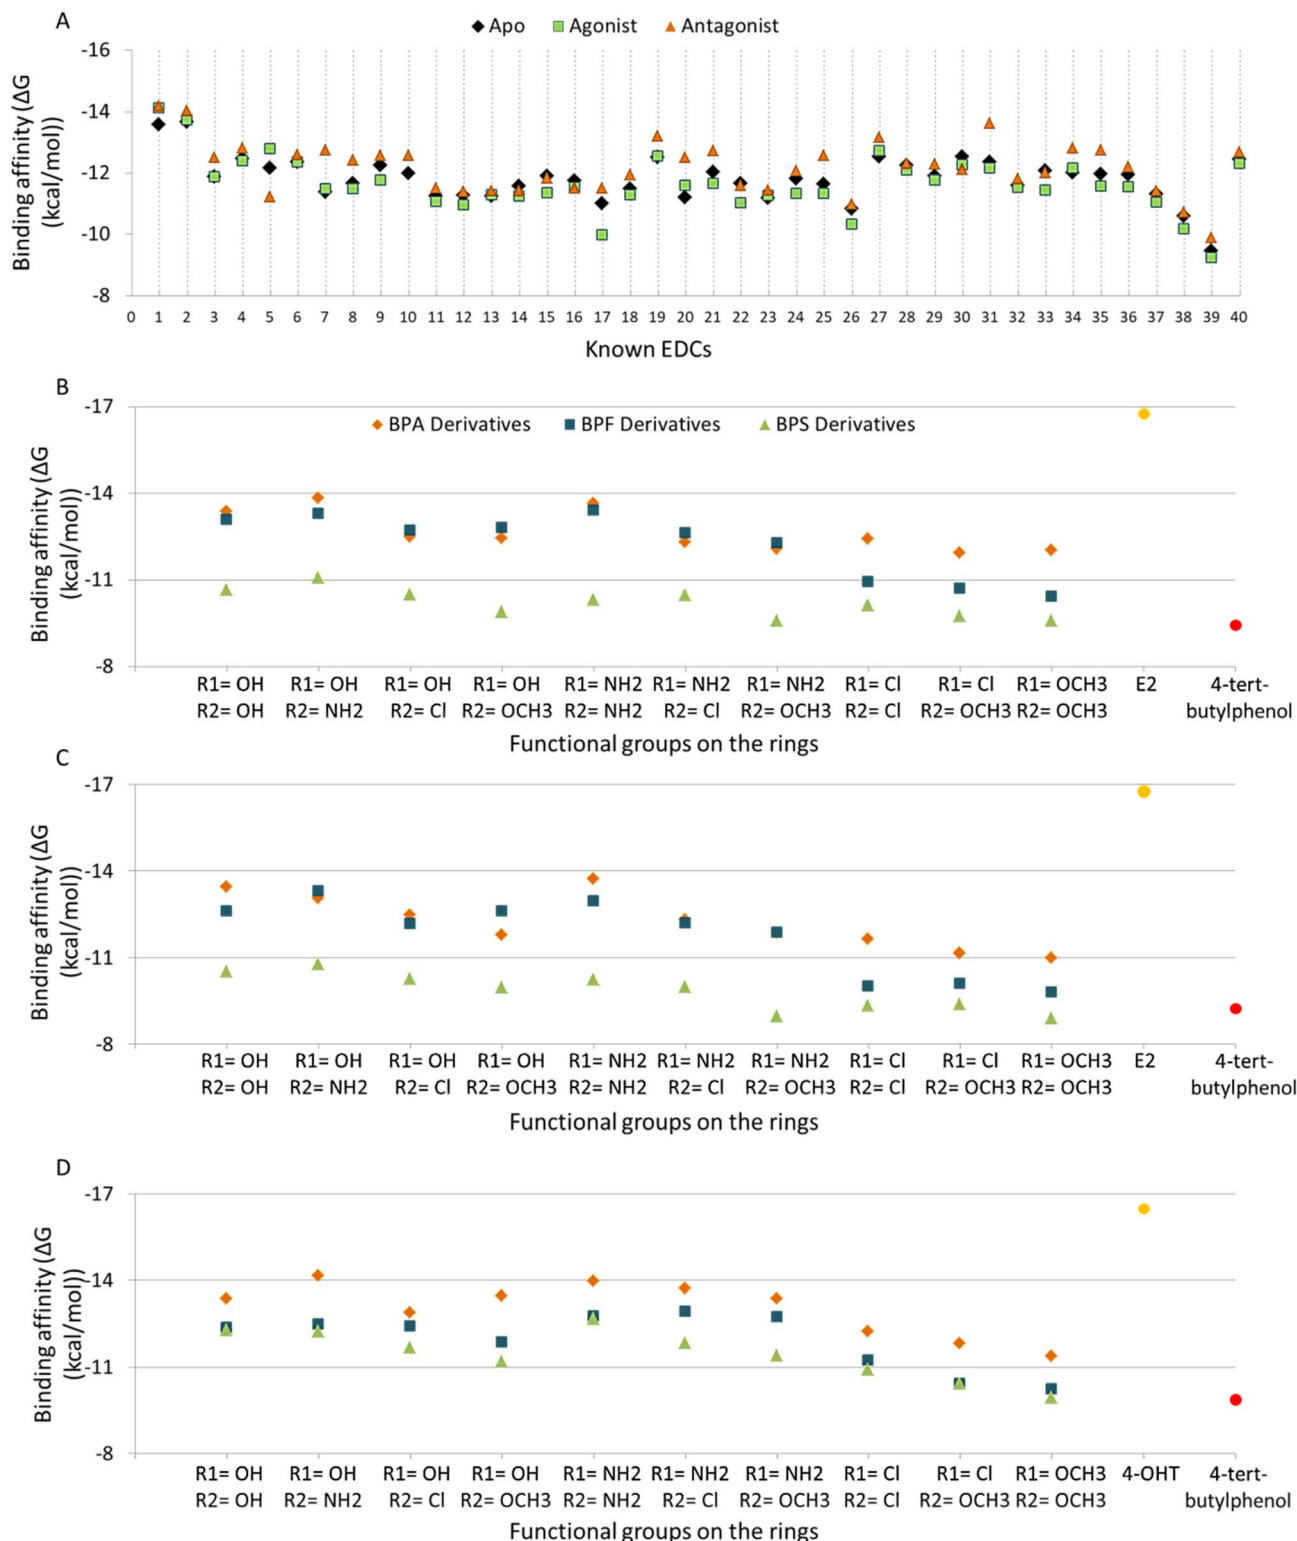 A
Apo Agonist Antagonist
-16
-14
-12
-10
-8
Binding affinity (ΔG
(kcal/mol))
0 1 2 3 4 5 6 7 8 9 10 11 12 13 14 15 16 17 18 19 20 21 22 23 24 25 26 27 28 29 30 31 32 33 34 35 36 37 38 39 40
Known EDCs
B
BPA Derivatives BPF Derivatives BPS Derivatives
-17
-14
-11
-8
Binding affinity (ΔG
(kcal/mol))
R1= OH R1= OH R1= OH R1= OH R1= NH2 R1= NH2 R1= NH2 R1= Cl R1= Cl R1= OCH3 E2 4-tert-
R2= OH R2= NH2 R2= Cl R2= OCH3 R2= NH2 R2= Cl R2= OCH3 R2= Cl R2= OCH3 R2= OCH3 butylphenol
Functional groups on the rings
C
-17
-14
-11
-8
Binding affinity (ΔG
(kcal/mol))
R1= OH R1= OH R1= OH R1= OH R1= NH2 R1= NH2 R1= NH2 R1= Cl R1= Cl R1= OCH3 E2 4-tert-
R2= OH R2= NH2 R2= Cl R2= OCH3 R2= NH2 R2= Cl R2= OCH3 R2= Cl R2= OCH3 R2= OCH3 butylphenol
Functional groups on the rings
D
-17
-14
-11
-8
Binding affinity (ΔG
(kcal/mol))
R1= OH R1= OH R1= OH R1= OH R1= NH2 R1= NH2 R1= NH2 R1= Cl R1= Cl R1= OCH3 4-OHT 4-tert-
R2= OH R2= NH2 R2= Cl R2= OCH3 R2= NH2 R2= Cl R2= OCH3 R2= Cl R2= OCH3 R2= OCH3 butylphenol
Functional groups on the rings